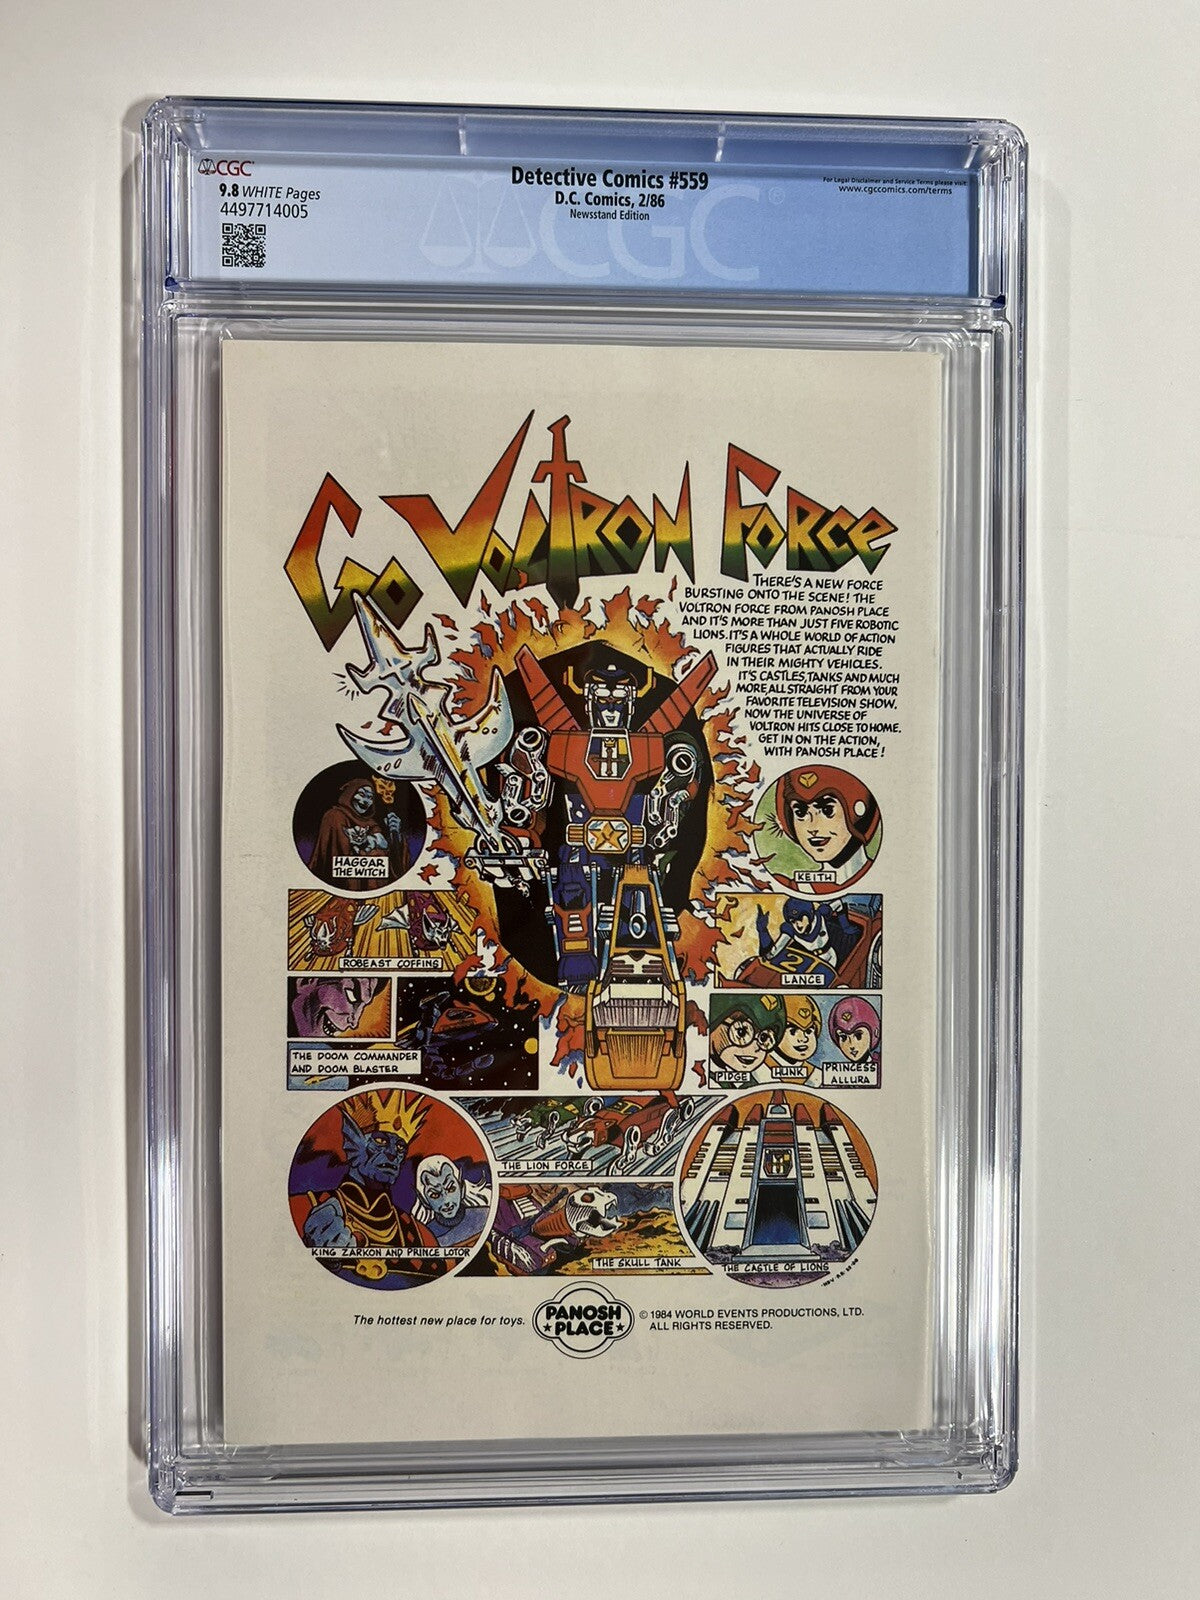 CGC
9.8 WHITE Pages
4497714005
Detective Comics #559
D.C. Comics, 2/86
Newsstand Edition
For Legal Disclaimer and Service Terms please visit
www.cgccomics.com/terms
CGC®
GO VOLTRON FORCE
THERE'S A NEW FORCE
BURSTING ONTO THE SCENE! THE
VOLTRON FORCE FROM PANOSH PLACE
AND IT'S MORE THAN JUST FIVE ROBOTIC
LIONS. IT'S A WHOLE WORLD OF ACTION
FIGURES THAT ACTUALLY RIDE
IN THEIR MIGHTY VEHICLES.
IT'S CASTLES, TANKS AND MUCH
MORE, ALL STRAIGHT FROM YOUR
FAVORITE TELEVISION SHOW.
NOW THE UNIVERSE OF
VOLTRON HITS CLOSE TO HOME.
GET IN ON THE ACTION,
WITH PANOSH PLACE!
HAGGAR
THE WITCH
KEITH
ROBEAST COFFINS
21
LANCE
THE DOOM COMMANDER
AND DOOM BLASTER
PIDGE
HUNK
PRINCESS
ALLURA
THE LION FORCE
KING ZARKON AND PRINCE LOTOR
THE SKULL TANK
THE CASTLE OF LIONS
The hottest new place for toys.
PANOSH
PLACE
© 1984 WORLD EVENTS PRODUCTIONS, LTD.
ALL RIGHTS RESERVED.